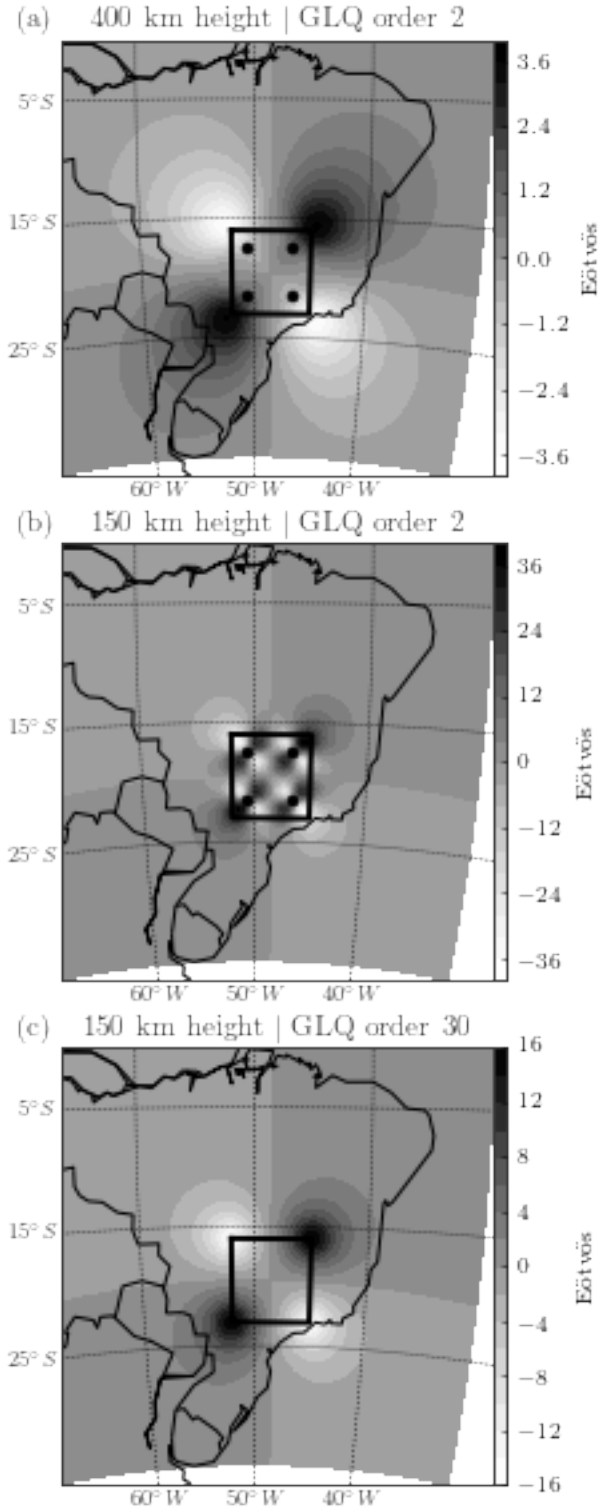 (a) 400 km height | GLQ order 2
3.6
5° S
2.4
1.2
15° S
0.0
Eötvös
−1.2
25° S
−2.4
−3.6
60° W 50° W 40° W
(b) 150 km height | GLQ order 2
36
5° S
24
12
15° S
0
Eötvös
−12
25° S
−24
−36
60° W 50° W 40° W
(c) 150 km height | GLQ order 30
16
5° S
12
8
4
15° S
0
Eötvös
−4
25° S
−8
−12
−16
60° W 50° W 40° W